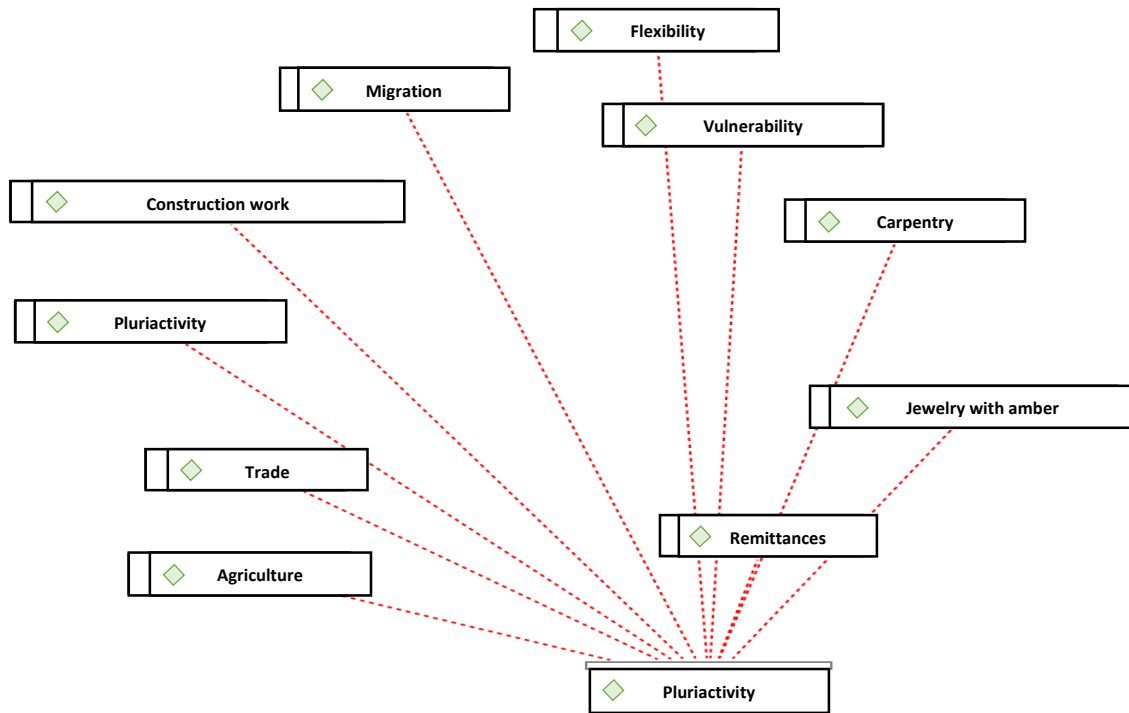 Flexibility
Migration
Vulnerability
Construction work
Carpentry
Pluriactivity
Jewelry with amber
Trade
Remittances
Agriculture
Pluriactivity